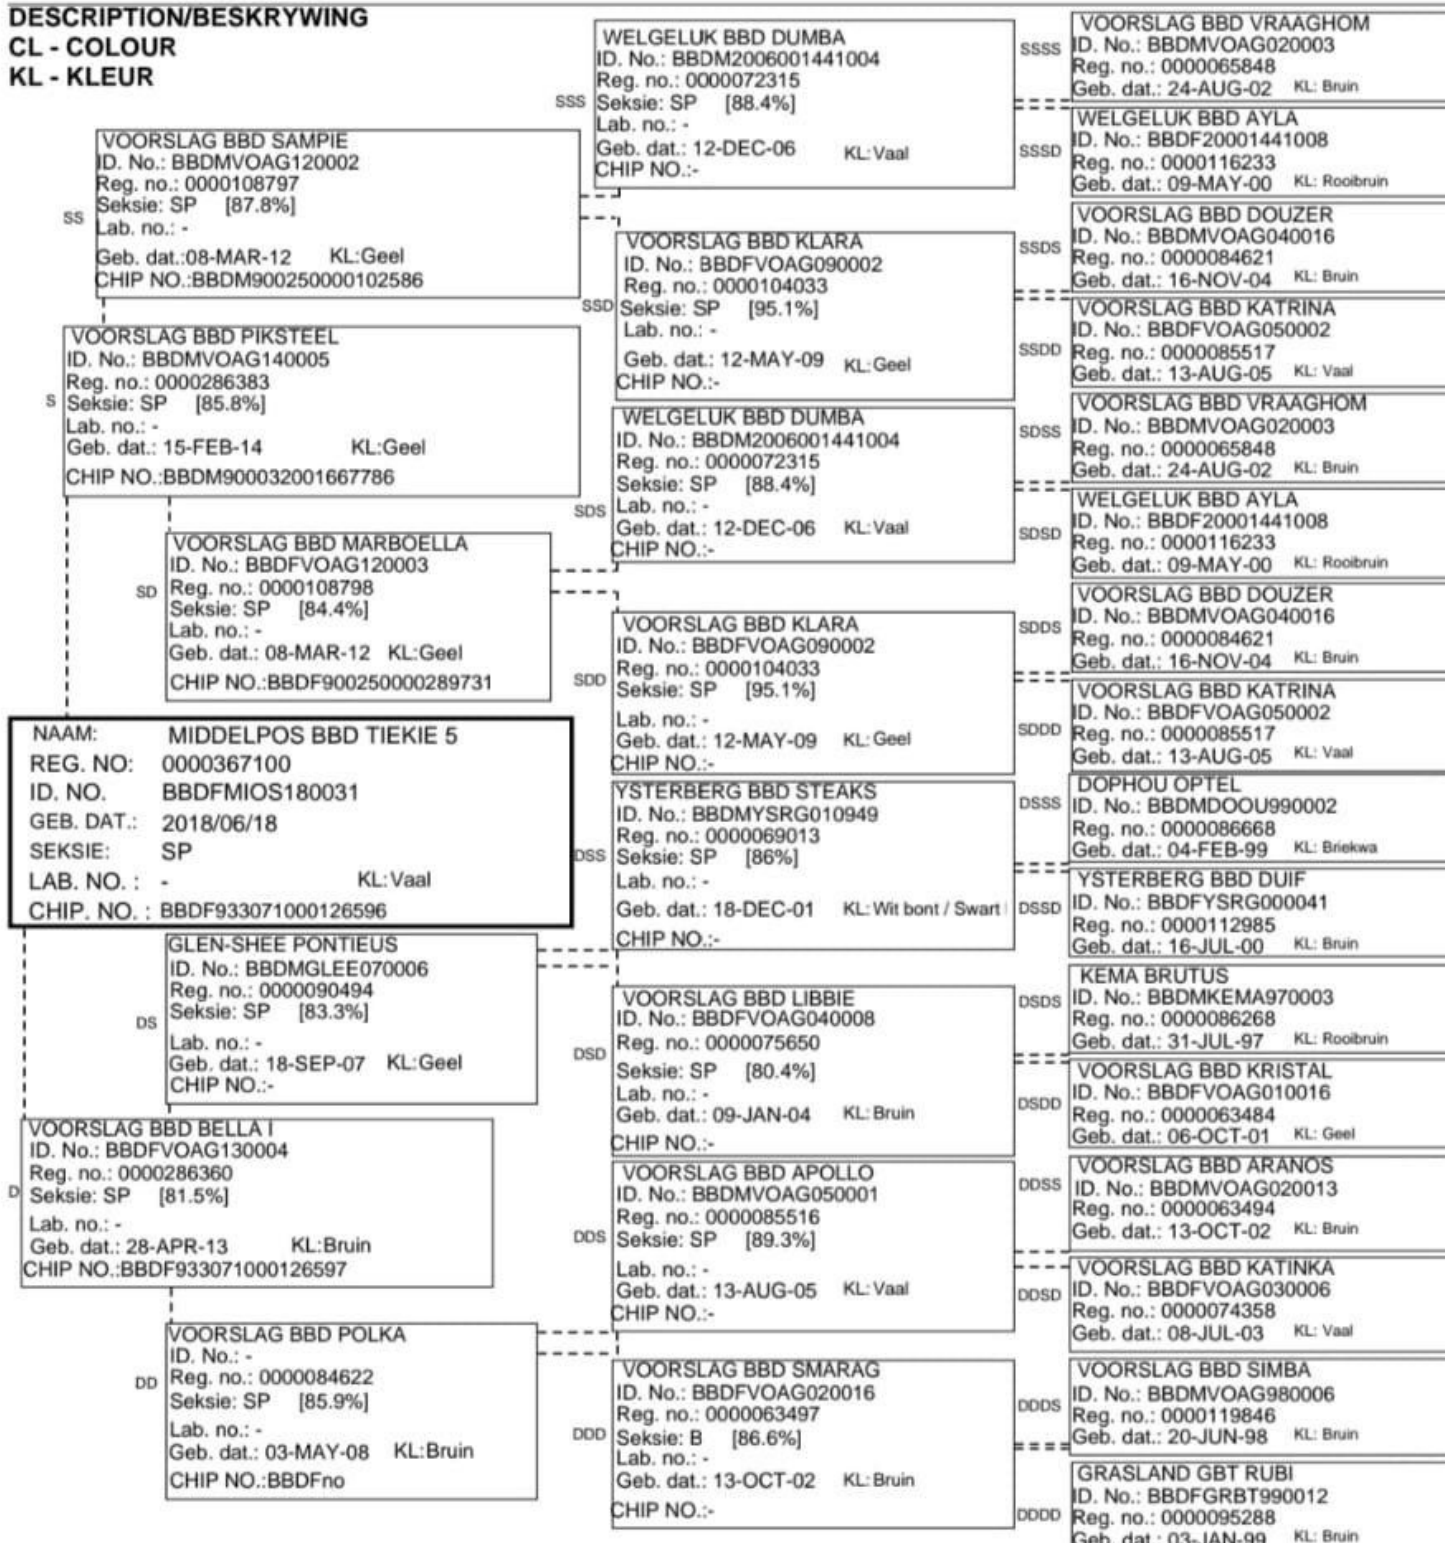 DESCRIPTION/BESKRYWING
CL - COLOUR
KL - KLEUR
SS
VOORSLAG BBD SAMPIE
ID. No.: BBDMVOAG120002
Reg. no.: 0000108797
Seksie: SP [87.8%]
Lab. no.: -
Geb. dat.:08-MAR-12 KL:Geel
CHIP NO.:BBDM900250000102586
S
VOORSLAG BBD PIKSTEEL
ID. No.: BBDMVOAG140005
Reg. no.: 0000286383
Seksie: SP [85.8%]
Lab. no.: -
Geb. dat.: 15-FEB-14 KL:Geel
CHIP NO.:BBDM900032001667786
SD
VOORSLAG BBD MARBOELLA
ID. No.: BBDFVOAG120003
Reg. no.: 0000108798
Seksie: SP [84.4%]
Lab. no.: -
Geb. dat.: 08-MAR-12 KL:Geel
CHIP NO.:BBDF900250000289731
NAAM: MIDDELPOS BBD TIEKIE 5
REG. NO: 0000367100
ID. NO. BBDFMIOS180031
GEB. DAT.: 2018/06/18
SEKSIE: SP
LAB. NO. : - KL:Vaal
CHIP. NO. : BBDF933071000126596
DS
GLEN-SHEE PONTIEUS
ID. No.: BBDMGLEE070006
Reg. no.: 0000090494
Seksie: SP [83.3%]
Lab. no.: -
Geb. dat.: 18-SEP-07 KL:Geel
CHIP NO.:-
D
VOORSLAG BBD BELLA I
ID. No.: BBDFVOAG130004
Reg. no.: 0000286360
Seksie: SP [81.5%]
Lab. no.: -
Geb. dat.: 28-APR-13 KL:Bruin
CHIP NO.:BBDF933071000126597
DD
VOORSLAG BBD POLKA
ID. No.: -
Reg. no.: 0000084622
Seksie: SP [85.9%]
Lab. no.: -
Geb. dat.: 03-MAY-08 KL:Bruin
CHIP NO.:BBDFno
SSS
WELGELUK BBD DUMBA
ID. No.: BBDM2006001441004
Reg. no.: 0000072315
Seksie: SP [88.4%]
Lab. no.: -
Geb. dat.: 12-DEC-06 KL:Vaal
CHIP NO.:-
SSD
VOORSLAG BBD KLARA
ID. No.: BBDFVOAG090002
Reg. no.: 0000104033
Seksie: SP [95.1%]
Lab. no.: -
Geb. dat.: 12-MAY-09 KL:Geel
CHIP NO.:-
SDS
WELGELUK BBD DUMBA
ID. No.: BBDM2006001441004
Reg. no.: 0000072315
Seksie: SP [88.4%]
Lab. no.: -
Geb. dat.: 12-DEC-06 KL:Vaal
CHIP NO.:-
SDD
VOORSLAG BBD KLARA
ID. No.: BBDFVOAG090002
Reg. no.: 0000104033
Seksie: SP [95.1%]
Lab. no.: -
Geb. dat.: 12-MAY-09 KL:Geel
CHIP NO.:-
DSS
YSTERBERG BBD STEAKS
ID. No.: BBDMYSRG010949
Reg. no.: 0000069013
Seksie: SP [86%]
Lab. no.: -
Geb. dat.: 18-DEC-01 KL:Wit bont / Swart
CHIP NO.:-
DSD
VOORSLAG BBD LIBBIE
ID. No.: BBDFVOAG040008
Reg. no.: 0000075650
Seksie: SP [80.4%]
Lab. no.: -
Geb. dat.: 09-JAN-04 KL:Bruin
CHIP NO.:-
DDS
VOORSLAG BBD APOLLO
ID. No.: BBDMVOAG050001
Reg. no.: 0000085516
Seksie: SP [89.3%]
Lab. no.: -
Geb. dat.: 13-AUG-05 KL:Vaal
CHIP NO.:-
DDD
VOORSLAG BBD SMARAG
ID. No.: BBDFVOAG020016
Reg. no.: 0000063497
Seksie: B [86.6%]
Lab. no.: -
Geb. dat.: 13-OCT-02 KL:Bruin
CHIP NO.:-
SSSS
VOORSLAG BBD VRAAGHOM
ID. No.: BBDMVOAG020003
Reg. no.: 0000065848
Geb. dat.: 24-AUG-02 KL: Bruin
SSSD
WELGELUK BBD AYLA
ID. No.: BBDF20001441008
Reg. no.: 0000116233
Geb. dat.: 09-MAY-00 KL: Rooibruin
SSDS
VOORSLAG BBD DOUZER
ID. No.: BBDMVOAG040016
Reg. no.: 0000084621
Geb. dat.: 16-NOV-04 KL: Bruin
SSDD
VOORSLAG BBD KATRINA
ID. No.: BBDFVOAG050002
Reg. no.: 0000085517
Geb. dat.: 13-AUG-05 KL: Vaal
SDSS
VOORSLAG BBD VRAAGHOM
ID. No.: BBDMVOAG020003
Reg. no.: 0000065848
Geb. dat.: 24-AUG-02 KL: Bruin
SDSD
WELGELUK BBD AYLA
ID. No.: BBDF20001441008
Reg. no.: 0000116233
Geb. dat.: 09-MAY-00 KL: Rooibruin
SDDS
VOORSLAG BBD DOUZER
ID. No.: BBDMVOAG040016
Reg. no.: 0000084621
Geb. dat.: 16-NOV-04 KL: Bruin
SDDD
VOORSLAG BBD KATRINA
ID. No.: BBDFVOAG050002
Reg. no.: 0000085517
Geb. dat.: 13-AUG-05 KL: Vaal
DSSS
DOPHOU OPTEL
ID. No.: BBDMDOOU990002
Reg. no.: 0000086668
Geb. dat.: 04-FEB-99 KL: Briekwa
DSSD
YSTERBERG BBD DUIF
ID. No.: BBDFYSRG000041
Reg. no.: 0000112985
Geb. dat.: 16-JUL-00 KL: Bruin
DSDS
KEMA BRUTUS
ID. No.: BBDMKEMA970003
Reg. no.: 0000086268
Geb. dat.: 31-JUL-97 KL: Rooibruin
DSDD
VOORSLAG BBD KRISTAL
ID. No.: BBDFVOAG010016
Reg. no.: 0000063484
Geb. dat.: 06-OCT-01 KL: Geel
DDSS
VOORSLAG BBD ARANOS
ID. No.: BBDMVOAG020013
Reg. no.: 0000063494
Geb. dat.: 13-OCT-02 KL: Bruin
DDSD
VOORSLAG BBD KATINKA
ID. No.: BBDFVOAG030006
Reg. no.: 0000074358
Geb. dat.: 08-JUL-03 KL: Vaal
DDDS
VOORSLAG BBD SIMBA
ID. No.: BBDMVOAG980006
Reg. no.: 0000119846
Geb. dat.: 20-JUN-98 KL: Bruin
DDDD
GRASLAND GBT RUBI
ID. No.: BBDFGRBT990012
Reg. no.: 0000095288
Geb. dat.: 03-JAN-99 KL: Bruin